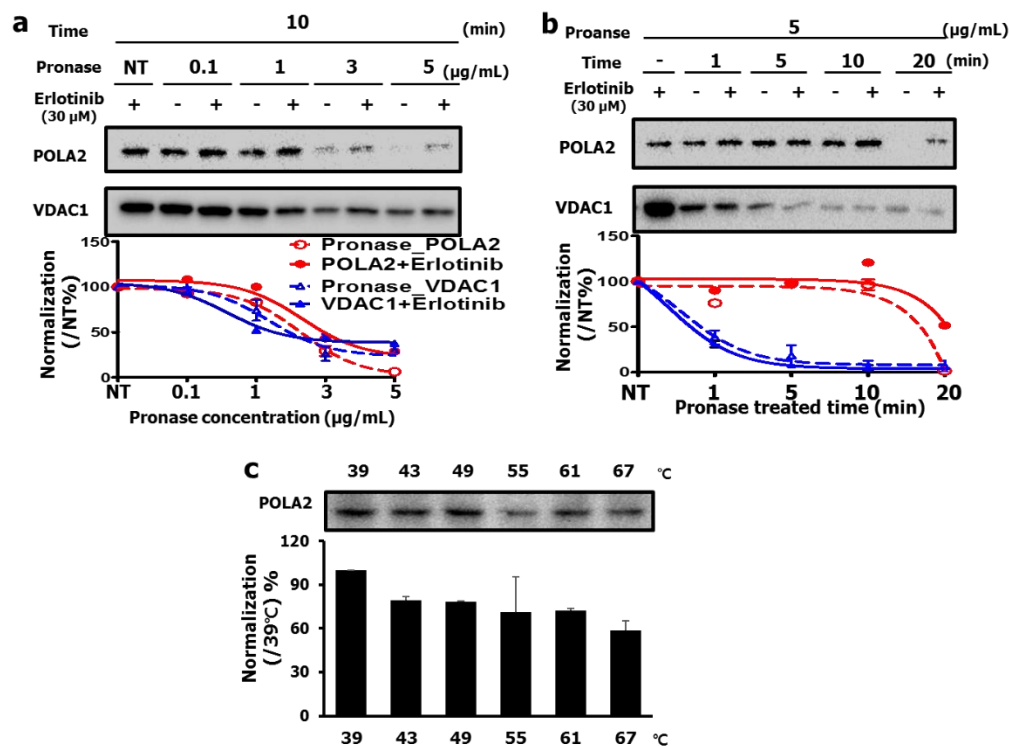 a
Time 10 (min)
Pronase NT 0.1 1 3 5 (μg/mL)
Erlotinib + - + - + - + - +
(30 μM)
POLA2
VDAC1
150
100
50
0
Normalization
(/NT%)
Pronase_POLA2
POLA2+Erlotinib
Pronase_VDAC1
VDAC1+Erlotinib
NT 0.1 1 3 5
Pronase concentration (μg/mL)
b
Proanse 5 (μg/mL)
Time - 1 5 10 20 (min)
Erlotinib + - + - + - + - +
(30 μM)
POLA2
VDAC1
150
100
50
0
Normalization
(/NT%)
NT 1 5 10 20
Pronase treated time (min)
c
39 43 49 55 61 67 ℃
POLA2
120
90
60
30
0
Normalization
(/39℃) %
39 43 49 55 61 67 ℃